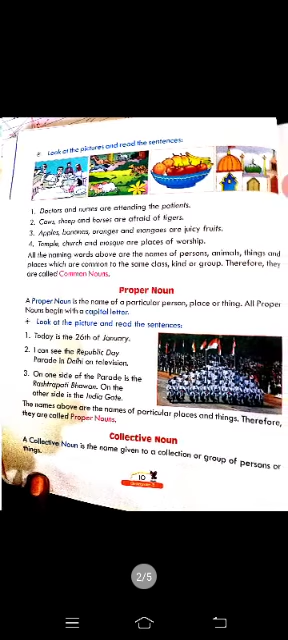 + Look at the pictures and read the sentences:
1. Doctors and nurses are attending the patients.
2. Cows, sheep and horses are afraid of tigers.
3. Apples, bananas, oranges and mangoes are juicy fruits.
4. Temple, church and mosque are places of worship.
All the naming words above are the names of persons, animals, things and
places which are common to the same class, kind or group. Therefore, they
are called Common Nouns.
Proper Noun
A Proper Noun is the name of a particular person, place or thing. All Proper
Nouns begin with a capital letter.
+ Look at the picture and read the sentences:
1. Today is the 26th of January.
2. I can see the Republic Day
Parade in Delhi on television.
3. On one side of the Parade is the
Rashtrapati Bhawan. On the
other side is the India Gate.
The names above are the names of particular places and things. Therefore,
they are called Proper Nouns.
Collective Noun
A Collective Noun is the name given to a collection or group of persons or
things.
10
2/5